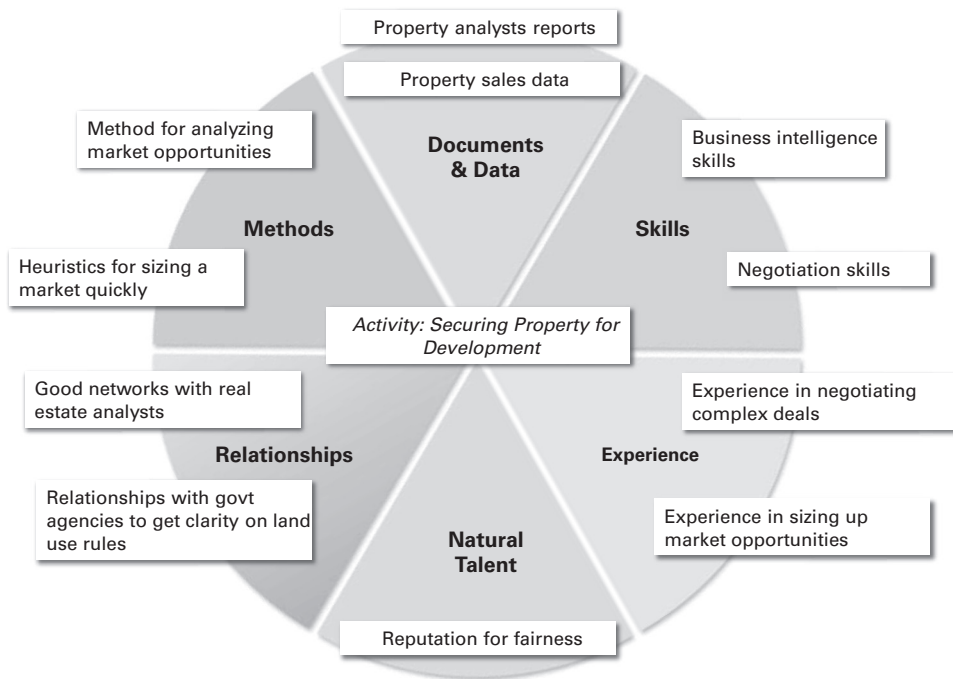 Property analysts reports
Property sales data
Documents
& Data
Method for analyzing
market opportunities
Methods
Heuristics for sizing a
market quickly
Business intelligence
skills
Skills
Negotiation skills
Activity: Securing Property for
Development
Good networks with real
estate analysts
Relationships
Relationships with govt
agencies to get clarity on land
use rules
Experience in negotiating
complex deals
Experience
Experience in sizing up
market opportunities
Natural
Talent
Reputation for fairness